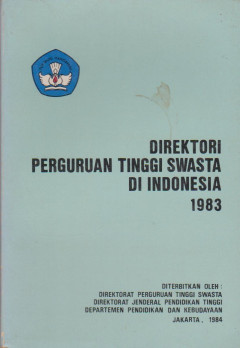 DIREKTORI
PERGURUAN TINGGI SWASTA
DI INDONESIA
1983
DITERBITKAN OLEH :
DIREKTORAT PERGURUAN TINGGI SWASTA
DIREKTORAT JENDERAL PENDIDIKAN TINGGI
DEPARTEMEN PENDIDIKAN DAN KEBUDAYAAN
JAKARTA, 1984